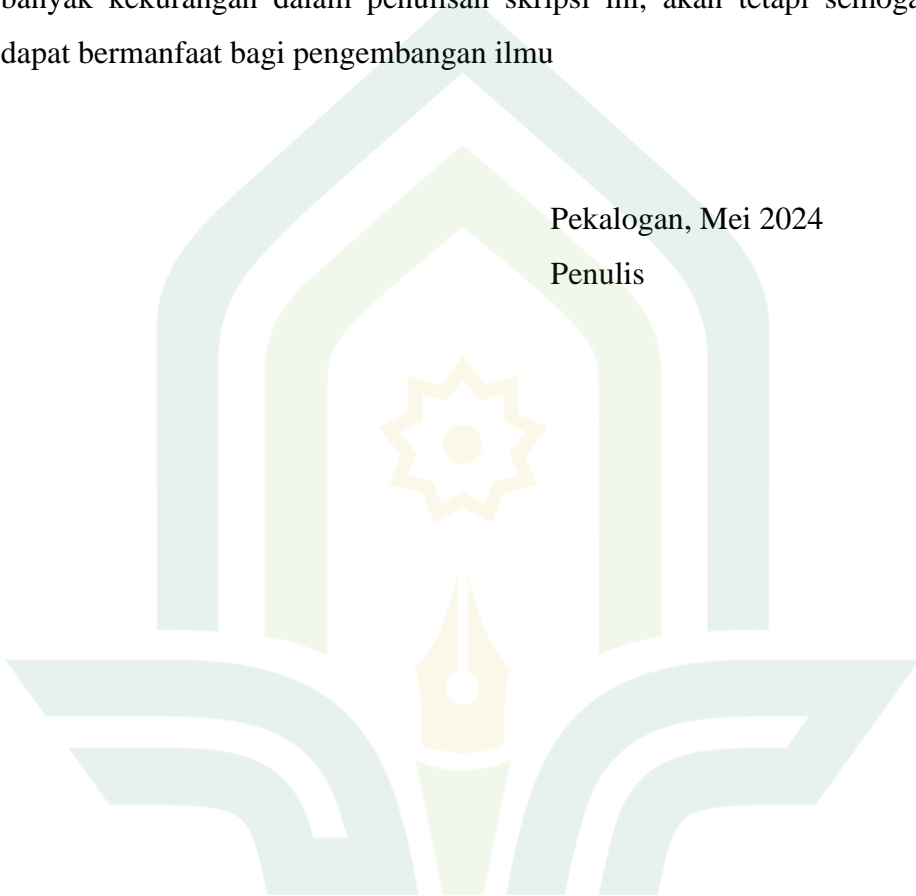 banyak kekurangan dalam penulisan skripsi ini, akan tetapi semoga
dapat bermanfaat bagi pengembangan ilmu
Pekalogan, Mei 2024
Penulis